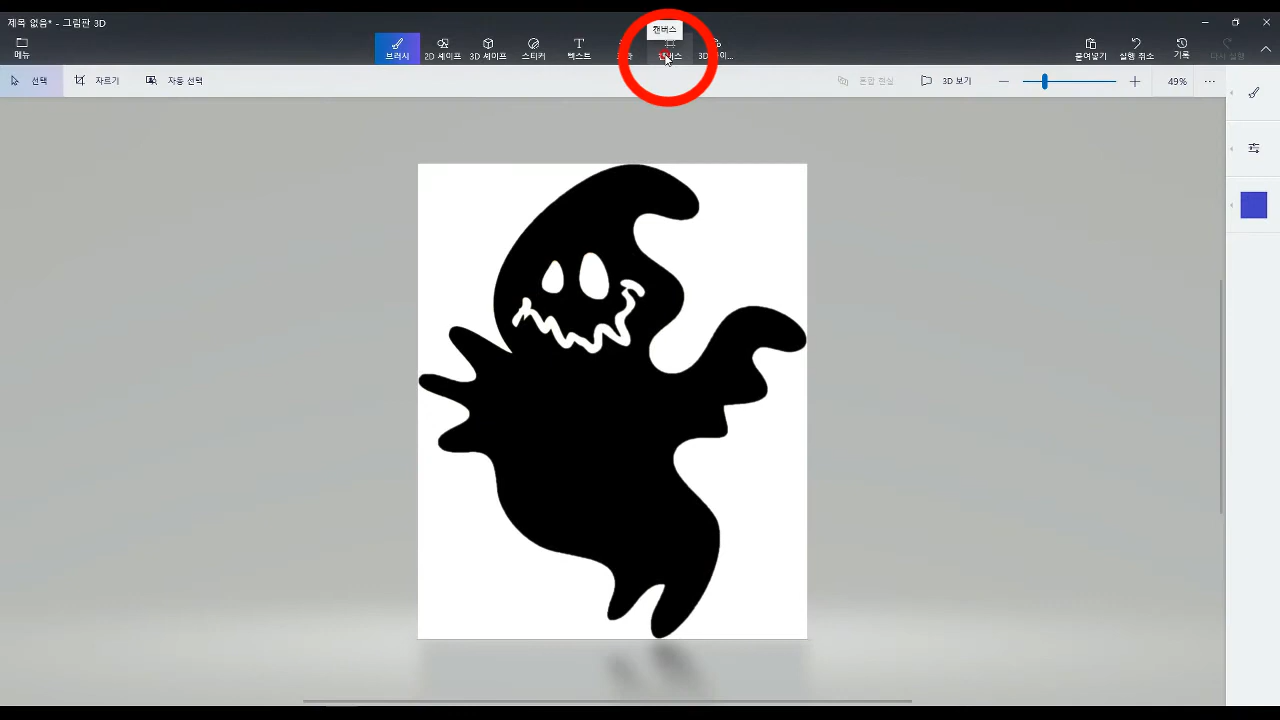 제목 없음* - 그림판 3D
캔버스
메뉴
브러시
2D 셰이프
3D 셰이프
스티커
텍스트
캔버스
붙여넣기
실행 취소
기록
다시 실행
선택
자르기
자동 선택
혼합 현실
3D 보기
49%